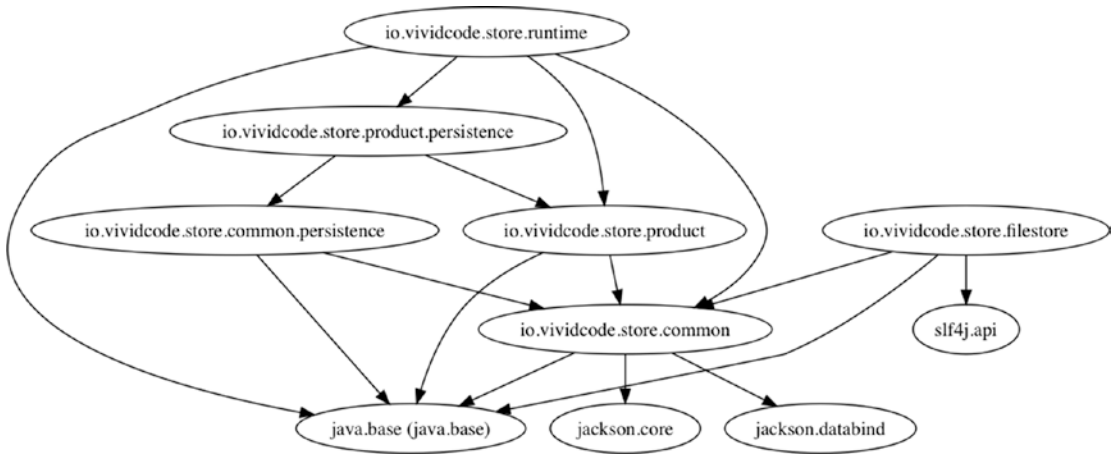 io.vividcode.store.runtime
io.vividcode.store.product.persistence
io.vividcode.store.common.persistence
io.vividcode.store.product
io.vividcode.store.filestore
io.vividcode.store.common
slf4j.api
java.base (java.base)
jackson.core
jackson.databind